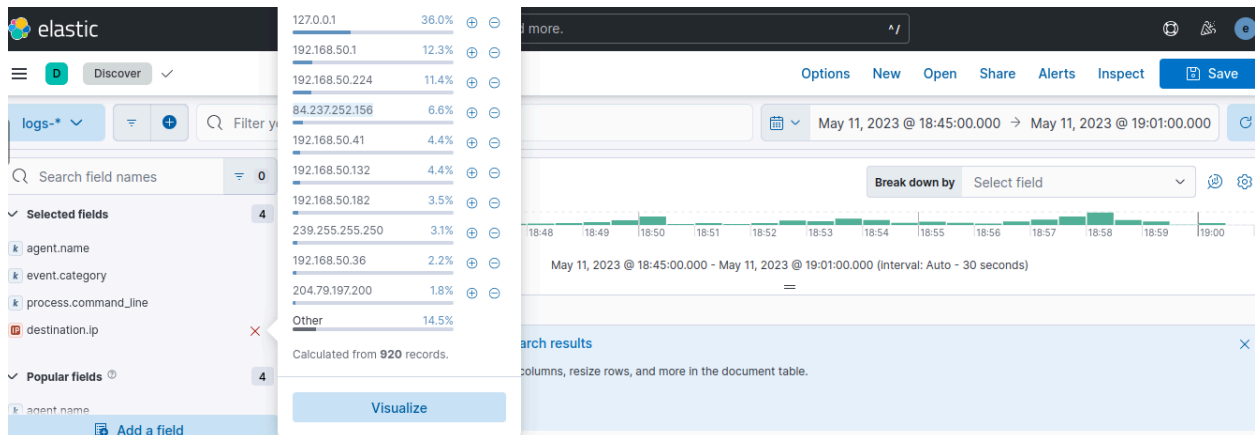 elastic
d more.
^/
e
D
Discover
Options
New
Open
Share
Alerts
Inspect
Save
logs-*
Filter y
May 11, 2023 @ 18:45:00.000 → May 11, 2023 @ 19:01:00.000
Search field names
0
Break down by
Select field
Selected fields
4
k agent.name
k event.category
k process.command_line
IP destination.ip
Popular fields
4
k agent.name
Add a field
127.0.0.1 36.0%
192.168.50.1 12.3%
192.168.50.224 11.4%
84.237.252.156 6.6%
192.168.50.41 4.4%
192.168.50.132 4.4%
192.168.50.182 3.5%
239.255.255.250 3.1%
192.168.50.36 2.2%
204.79.197.200 1.8%
Other 14.5%
Calculated from 920 records.
Visualize
18:48 18:49 18:50 18:51 18:52 18:53 18:54 18:55 18:56 18:57 18:58 18:59 19:00
May 11, 2023 @ 18:45:00.000 - May 11, 2023 @ 19:01:00.000 (interval: Auto - 30 seconds)
arch results
columns, resize rows, and more in the document table.